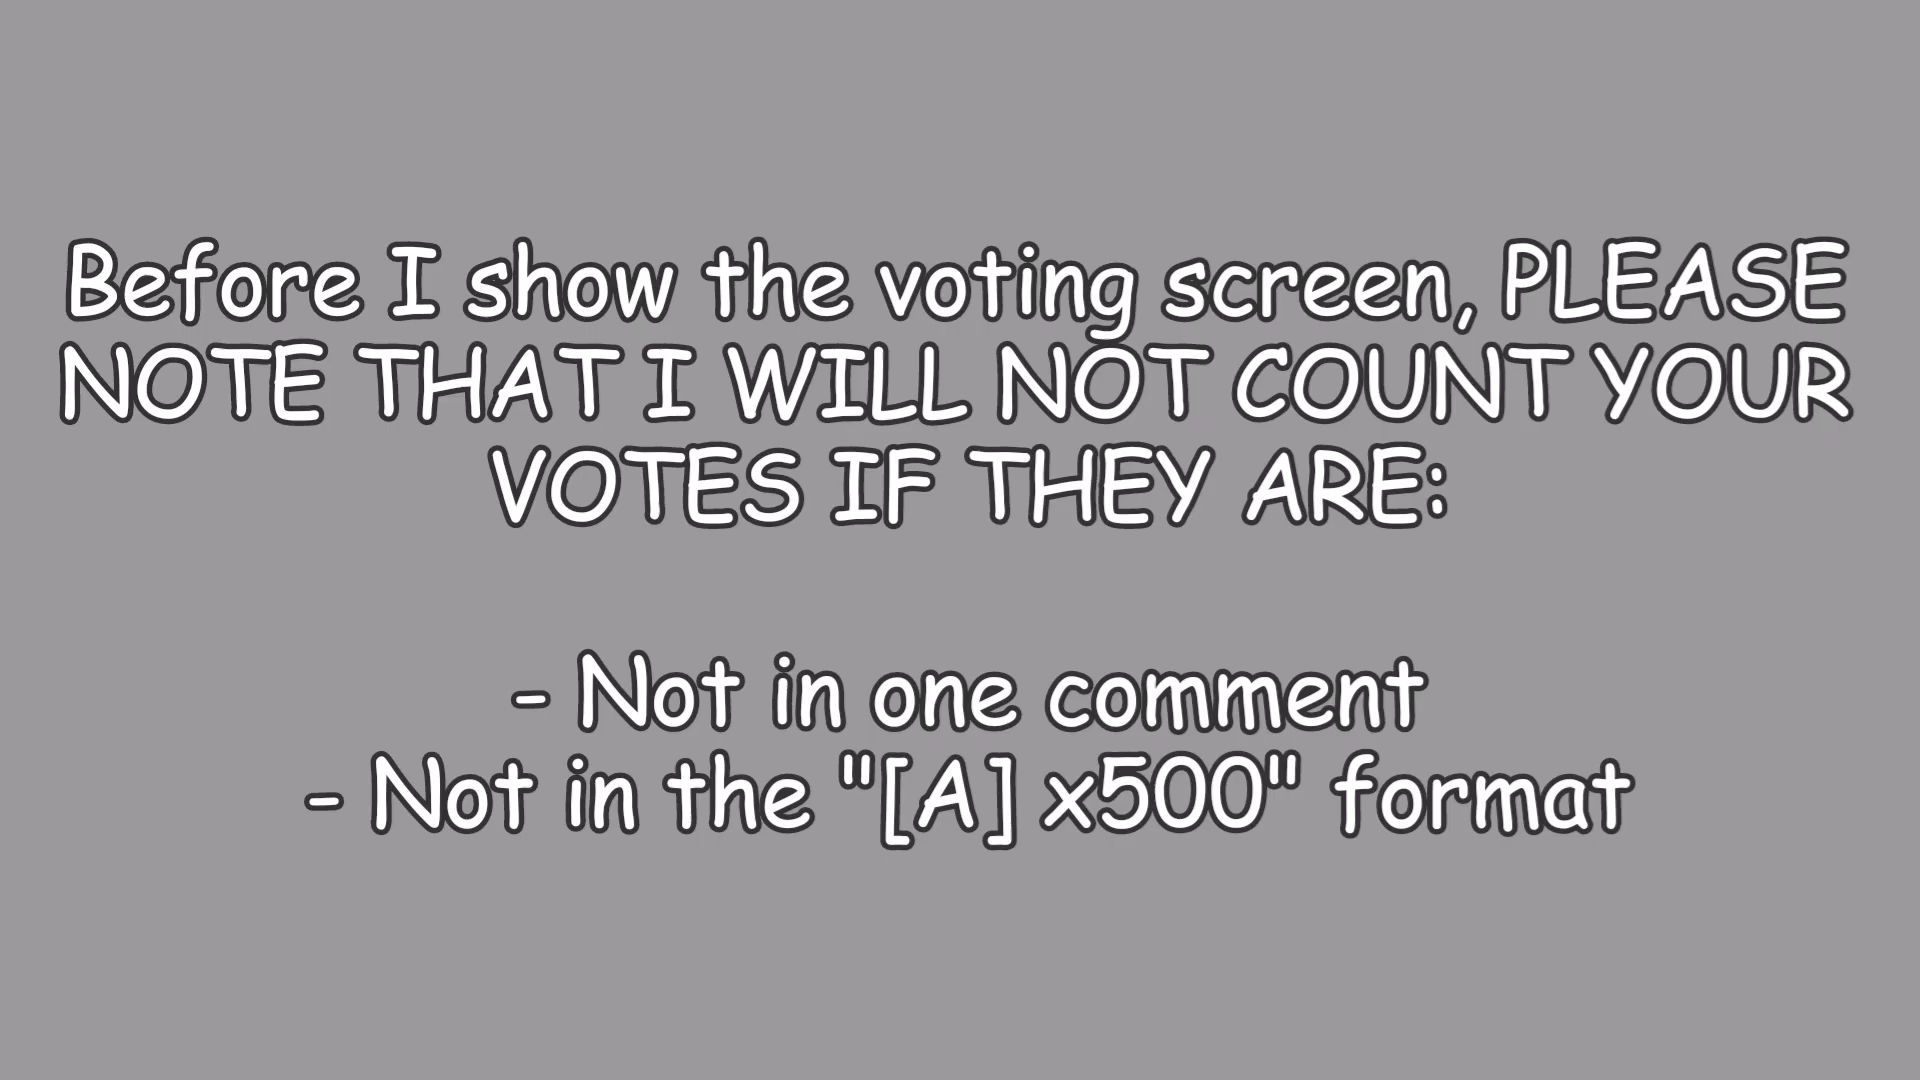 Before I show the voting screen, PLEASE
NOTE THAT I WILL NOT COUNT YOUR
VOTES IF THEY ARE:
- Not in one comment
- Not in the "[A] x500" format